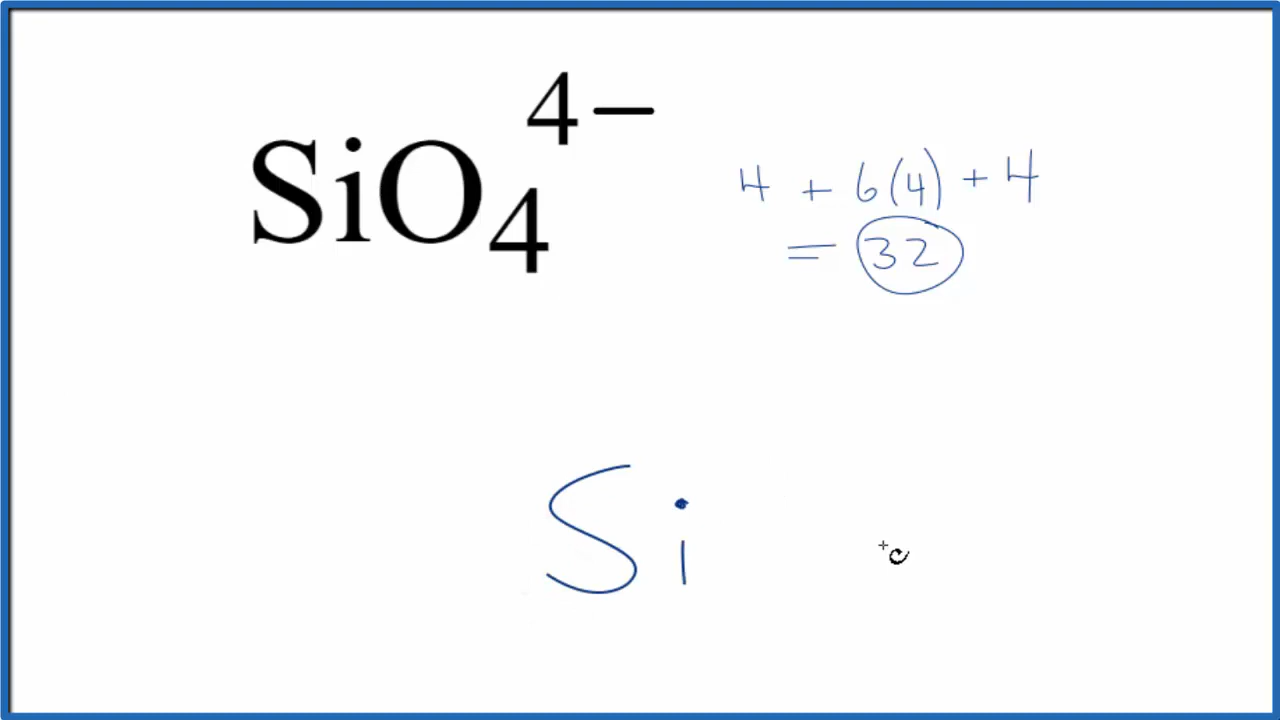 SiO₄⁴⁻
4 + 6(4) + 4
= 32
Si